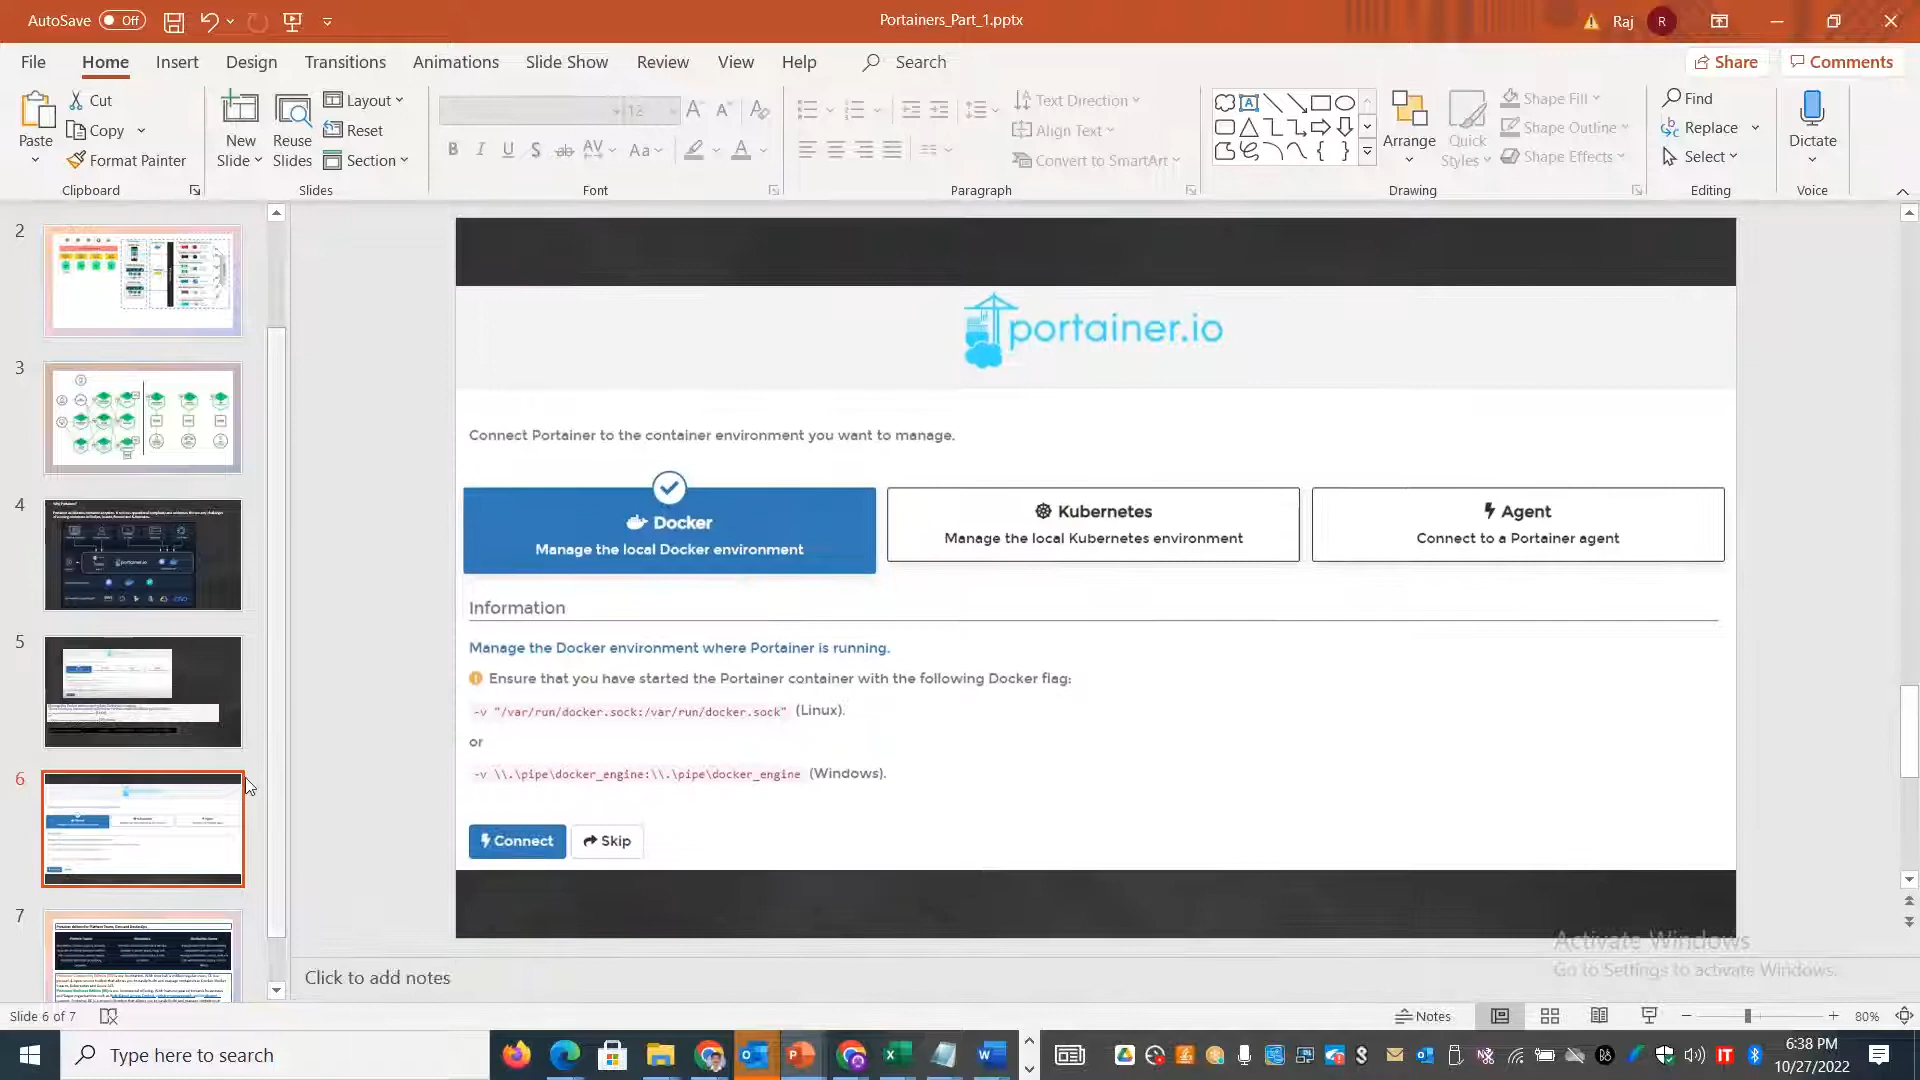 AutoSave Off
Portainers_Part_1.pptx
Raj R
File Home Insert Design Transitions Animations Slide Show Review View Help Search
Share Comments
Paste
Cut
Copy
Format Painter
Clipboard
New Slide
Reuse Slides
Layout
Reset
Section
Slides
12
Font
Text Direction
Align Text
Convert to SmartArt
Paragraph
Arrange
Quick Styles
Shape Fill
Shape Outline
Shape Effects
Drawing
Find
Replace
Select
Editing
Dictate
Voice
2
3
4
5
6
7
portainer.io
Connect Portainer to the container environment you want to manage.
Docker
Manage the local Docker environment
Kubernetes
Manage the local Kubernetes environment
Agent
Connect to a Portainer agent
Information
Manage the Docker environment where Portainer is running.
Ensure that you have started the Portainer container with the following Docker flag:
-v "/var/run/docker.sock:/var/run/docker.sock" (Linux).
or
-v \\.\pipe\docker_engine:\\.\pipe\docker_engine (Windows).
Connect Skip
Activate Windows
Go to Settings to activate Windows.
Click to add notes
Slide 6 of 7
Notes
80%
Type here to search
6:38 PM
10/27/2022